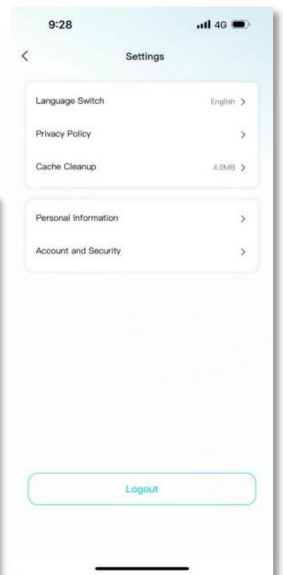 9:28 4G
Settings
Language Switch English
Privacy Policy
Cache Cleanup 4.0MB
Personal Information
Account and Security
Logout